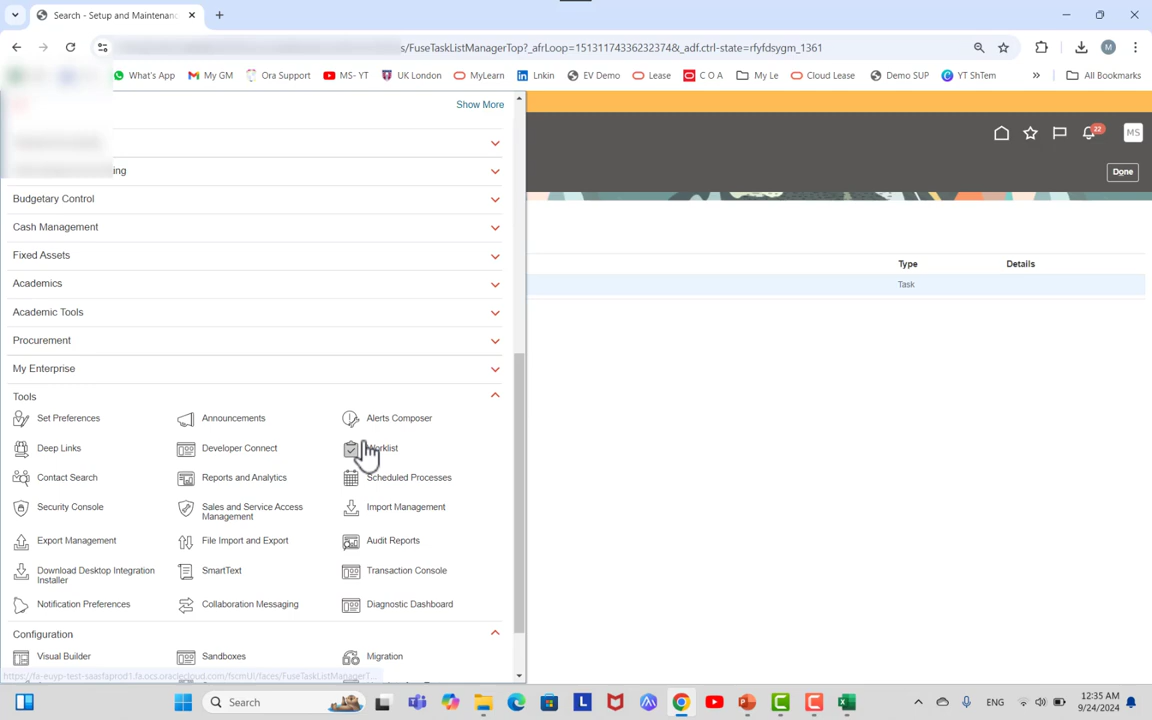 Search - Setup and Maintenanc
s/FuseTaskListManagerTop?_afrLoop=15131174336232374&_adf.ctrl-state=rfyfdsygm_1361
What's App
My GM
Ora Support
MS- YT
UK London
MyLearn
Lnkin
EV Demo
Lease
C O A
My Le
Cloud Lease
Demo SUP
YT ShTem
All Bookmarks
Show More
22
MS
Done
ing
Budgetary Control
Cash Management
Fixed Assets
Academics
Academic Tools
Procurement
My Enterprise
Type
Details
Task
Tools
Set Preferences
Announcements
Alerts Composer
Deep Links
Developer Connect
Worklist
Contact Search
Reports and Analytics
Scheduled Processes
Security Console
Sales and Service Access
Management
Import Management
Export Management
File Import and Export
Audit Reports
Download Desktop Integration
Installer
SmartText
Transaction Console
Notification Preferences
Collaboration Messaging
Diagnostic Dashboard
Configuration
Visual Builder
Sandboxes
Migration
https://fa-euyp-test-saasfaprod1.fa.ocs.oraclecloud.com/fscmUI/faces/FuseTaskListManagerT...
Search
ENG
12:35 AM
9/24/2024